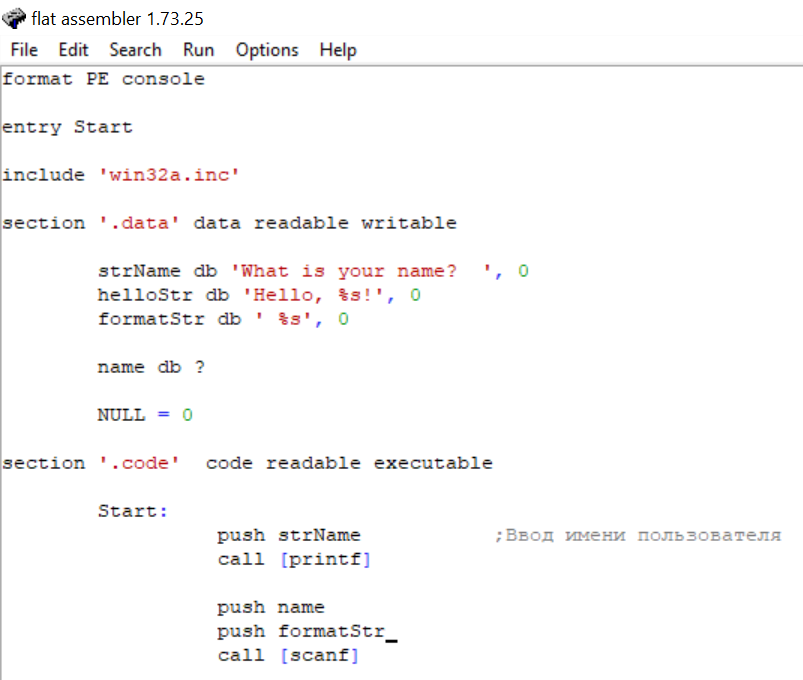 flat assembler 1.73.25
File Edit Search Run Options Help
format PE console
entry Start
include 'win32a.inc'
section '.data' data readable writable
strName db 'What is your name?  ', 0
helloStr db 'Hello, %s!', 0
formatStr db ' %s', 0
name db ?
NULL = 0
section '.code'  code readable executable
Start:
push strName ;Ввод имени пользователя
call [printf]
push name
push formatStr
call [scanf]